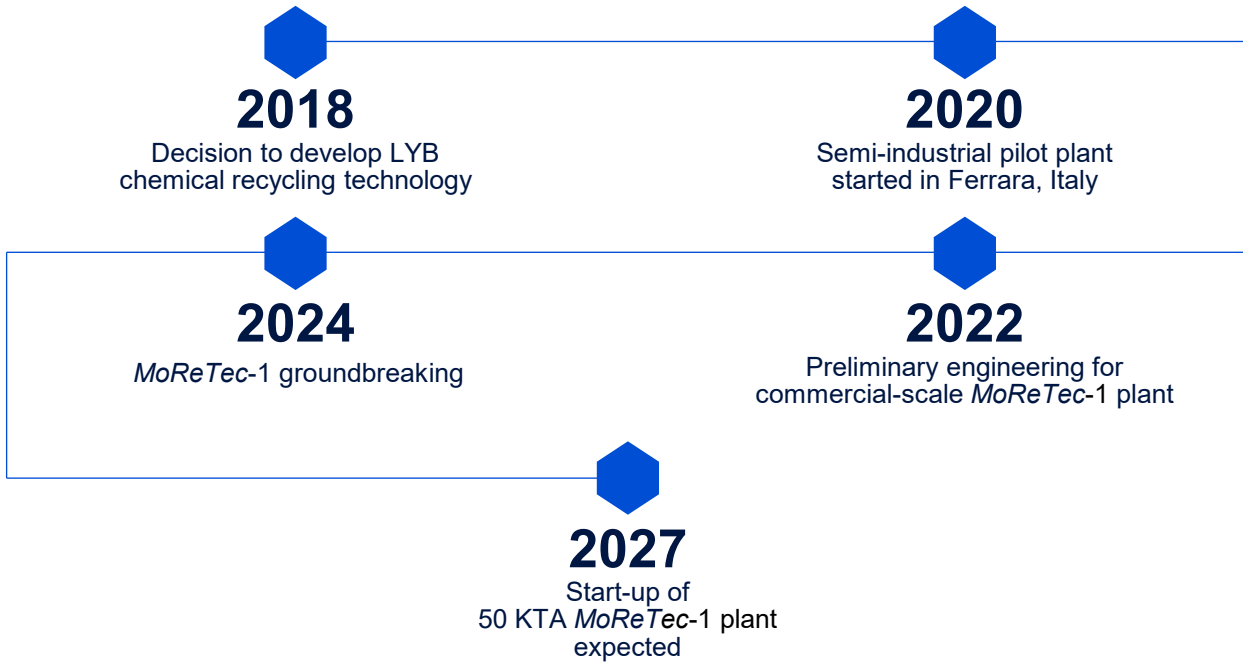 2018
Decision to develop LYB
chemical recycling technology
2020
Semi-industrial pilot plant
started in Ferrara, Italy
2022
Preliminary engineering for
commercial-scale MoReTec-1 plant
2024
MoReTec-1 groundbreaking
2027
Start-up of
50 KTA MoReTec-1 plant
expected